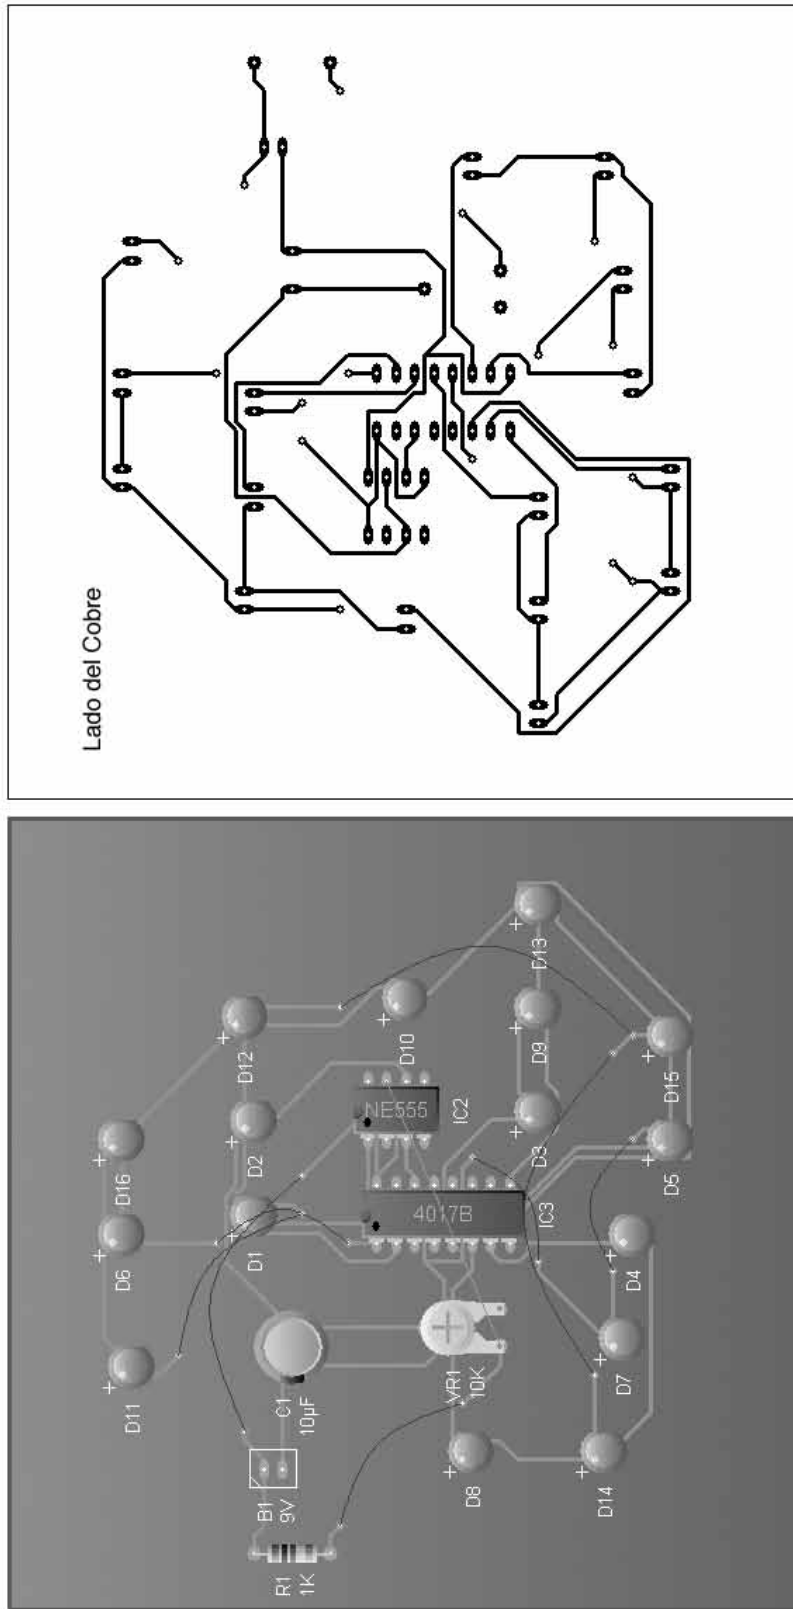 Lado del Cobre
D13
D12
D10
D9
D16
D2
NE555
IC2
D15
D3
D6
D1
4017B
IC3
D5
D4
D11
C1
10µF
VR1
10K
D7
B1
9V
D8
D14
R1
1K